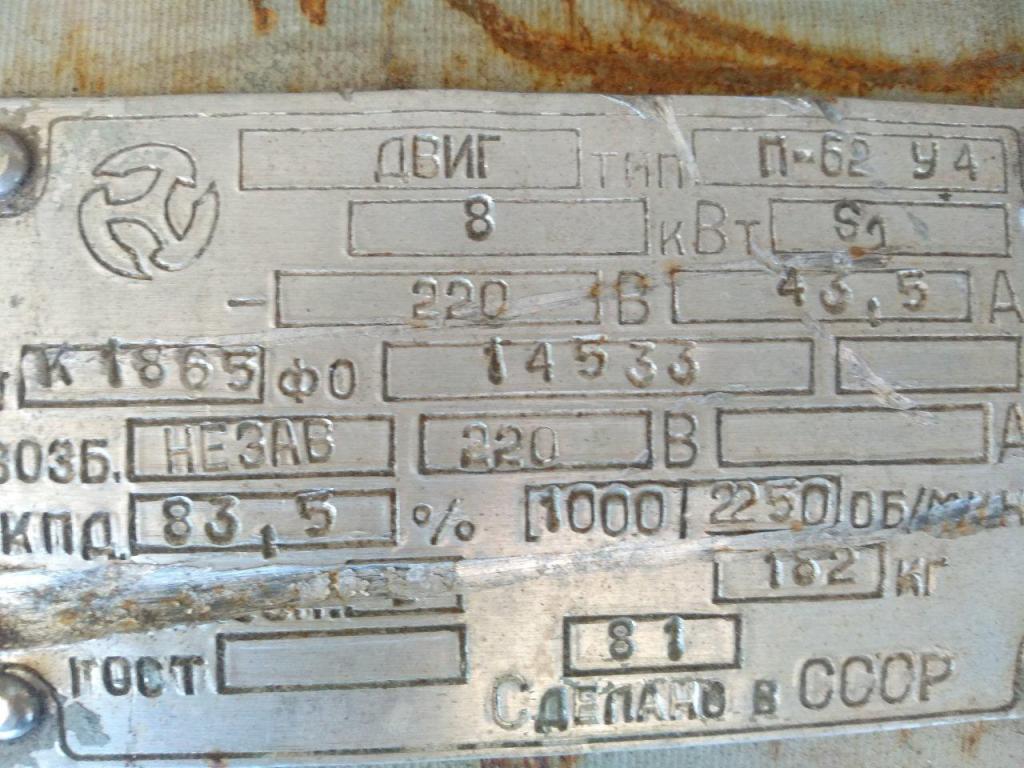 ДВИГ ТИП П-62 У4
8 кВт S1
- 220 В 43,5 А
К 1865 ФО 14533
ВОЗБ. НЕЗАВ 220 В А
КПД. 83,5 % 1000/2250 ОБ/МИН
182 КГ
ГОСТ 81
СДЕЛАНО В СССР